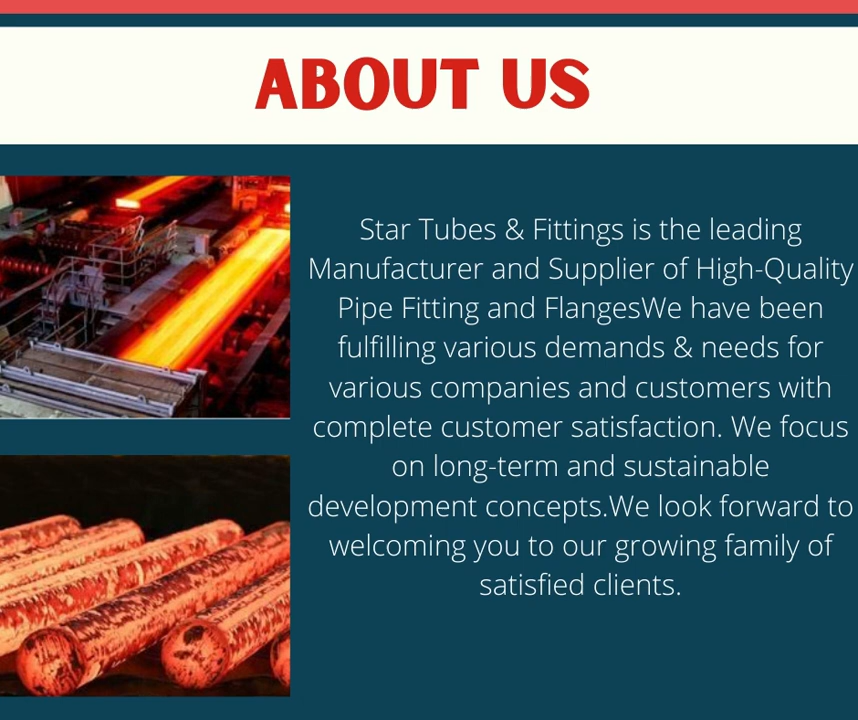 ABOUT US
Star Tubes & Fittings is the leading
Manufacturer and Supplier of High-Quality
Pipe Fitting and FlangesWe have been
fulfilling various demands & needs for
various companies and customers with
complete customer satisfaction. We focus
on long-term and sustainable
development concepts.We look forward to
welcoming you to our growing family of
satisfied clients.